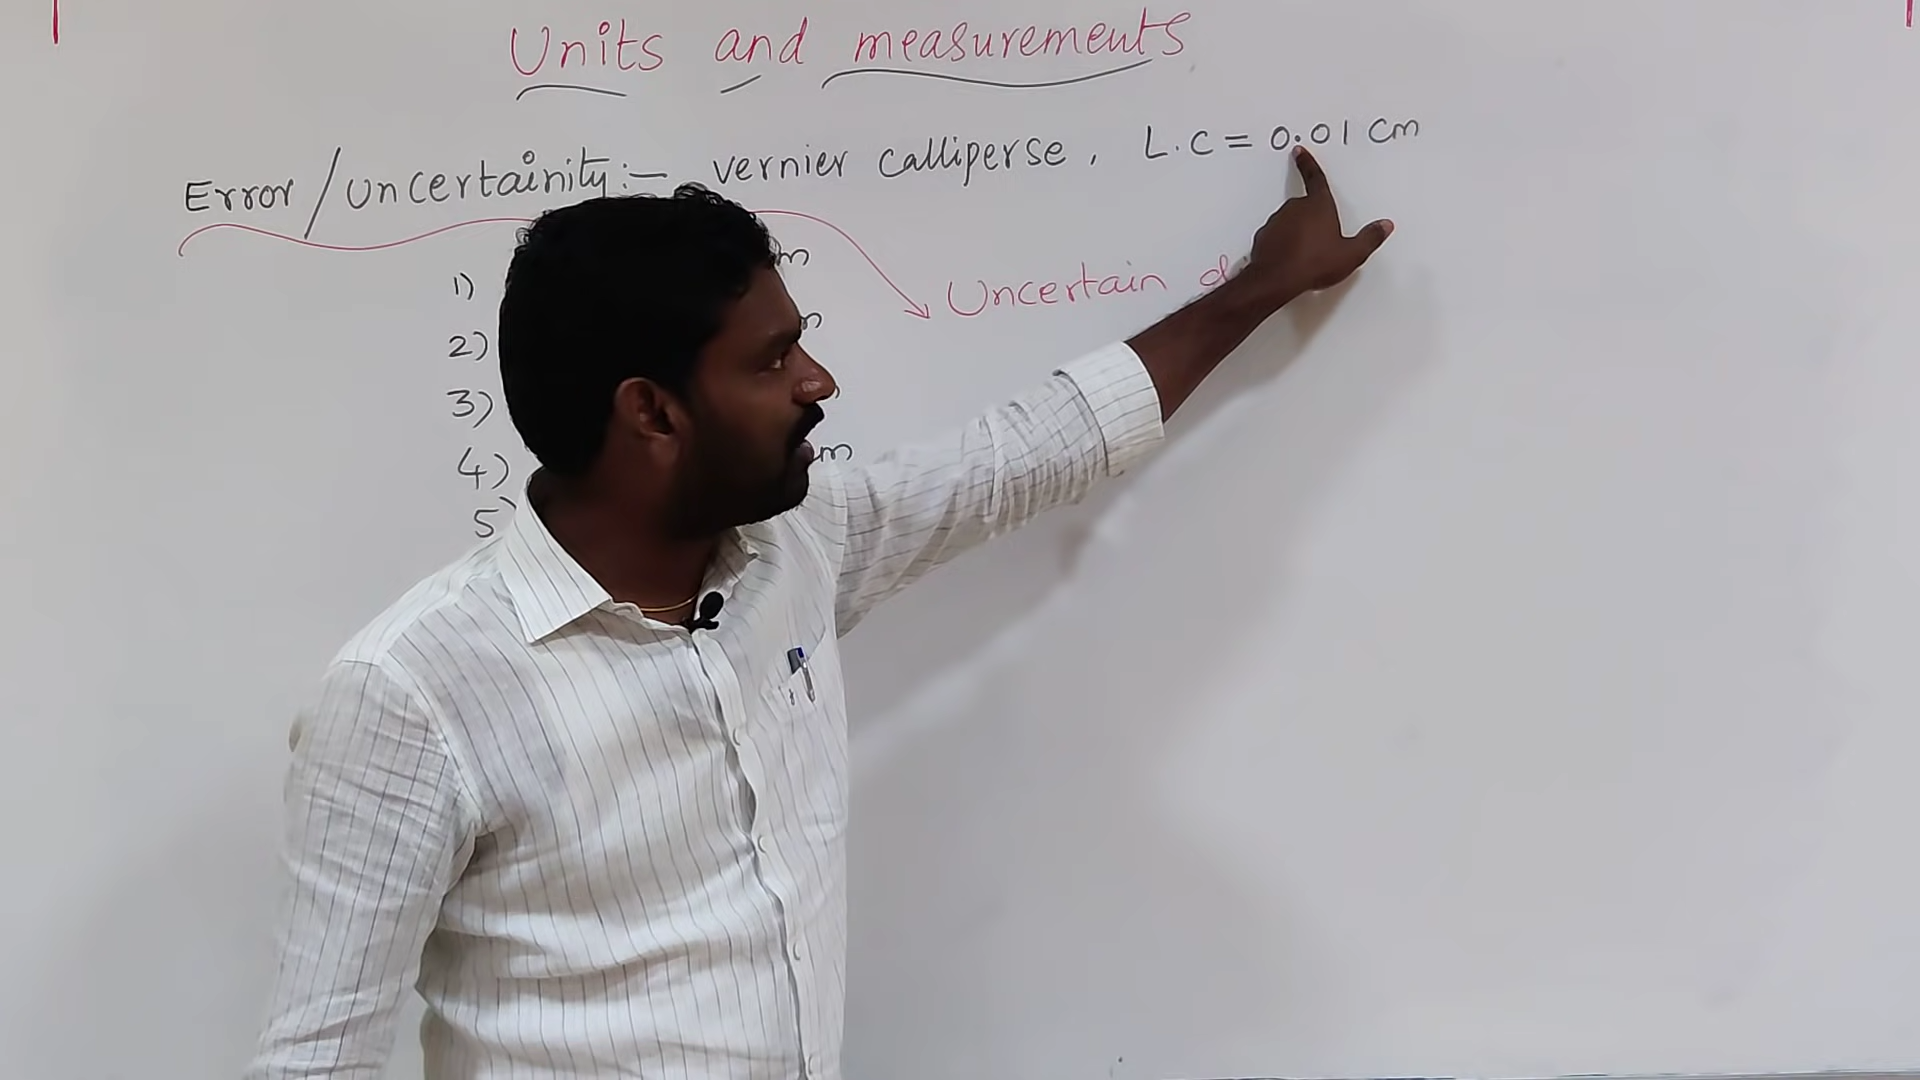 Units and measurements
Error/uncertainity:- vernier calliperse, L.C = 0.01 cm
1) m
2) m
3)
4) m
5)
Uncertain